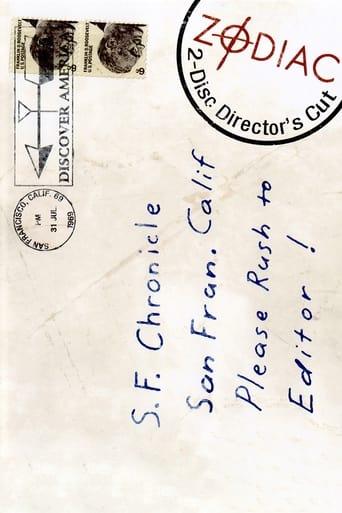 FRANKLIN D. ROOSEVELT
U.S. POSTAGE
6¢
FRANKLIN D. ROOSEVELT
U.S. POSTAGE
6¢
DISCOVER AMERICA
SAN FRANCISCO, CALIF. 69
PM
31 JUL
1969
ZODIAC
2-Disc Director's Cut
S.F. Chronicle
San Fran. Calif
Please Rush to
Editor !